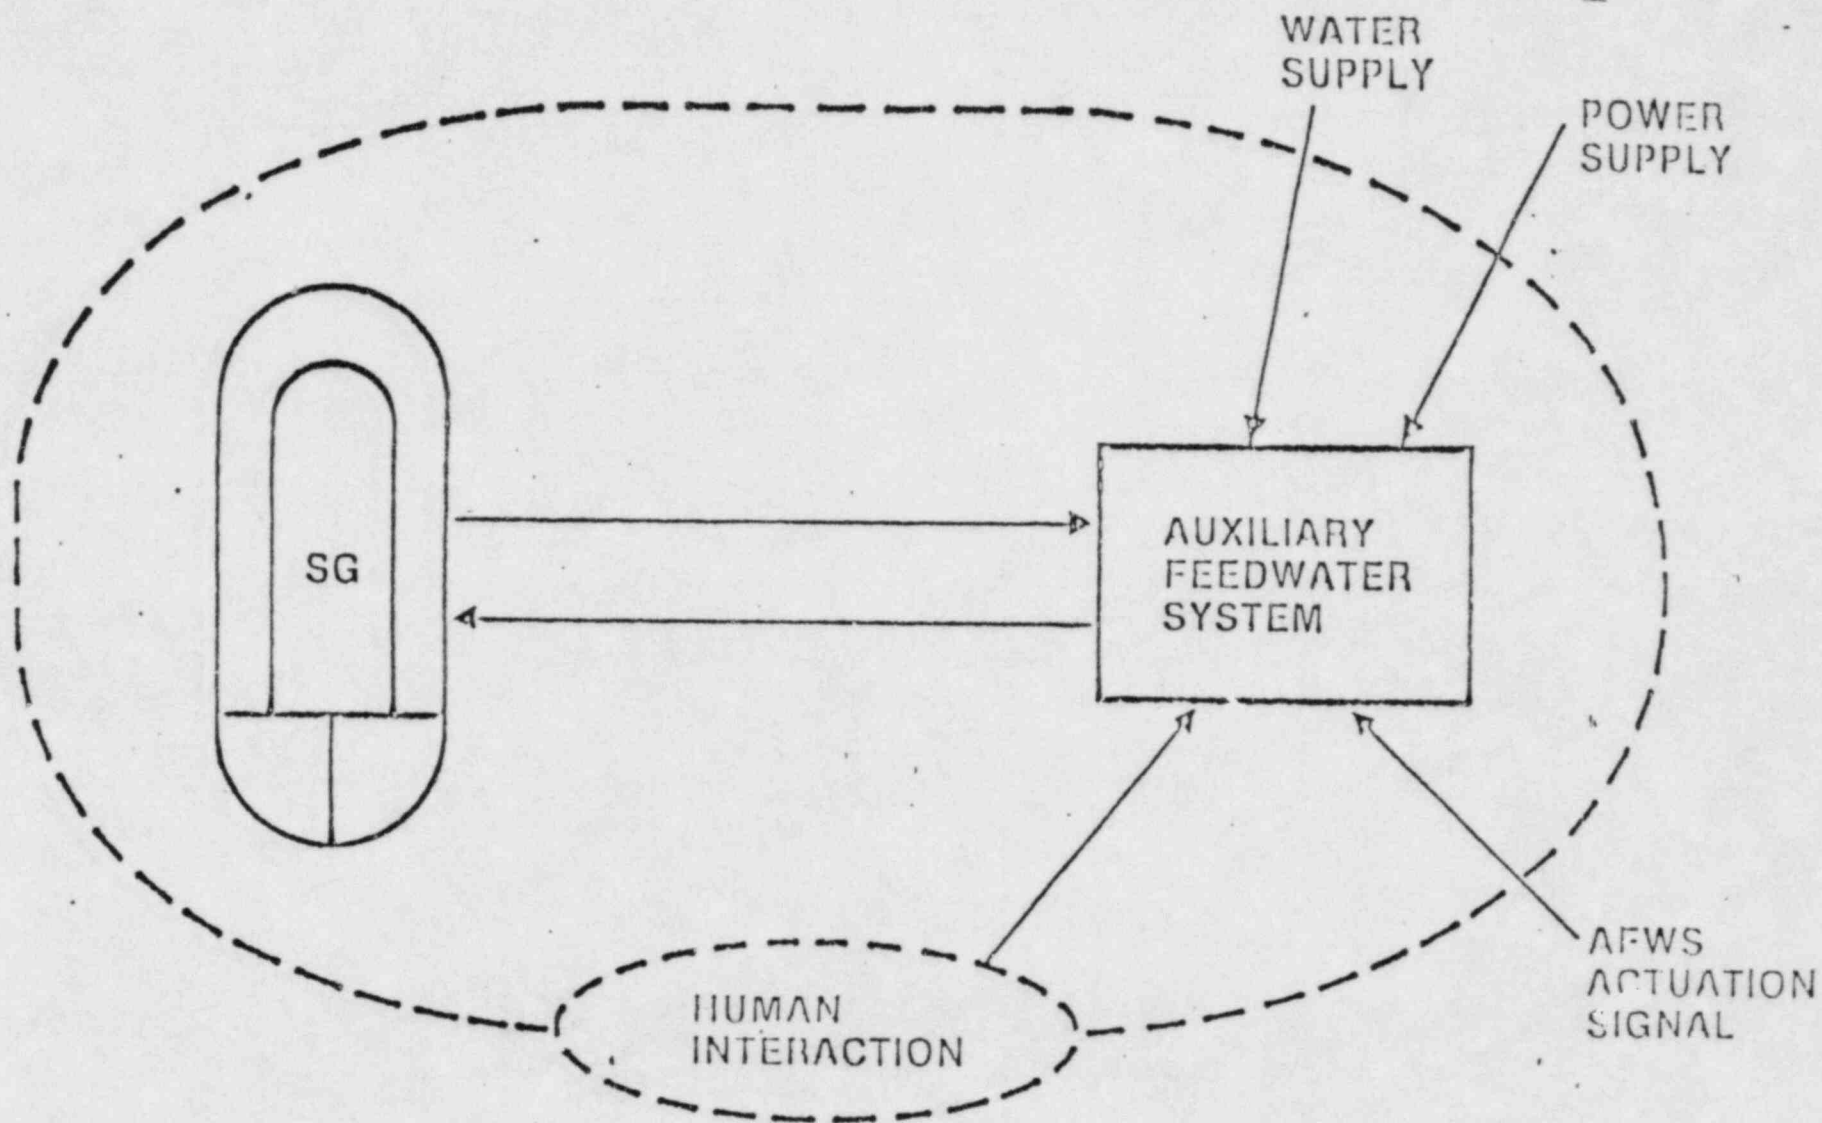 WATER
SUPPLY
POWER
SUPPLY
SG
AUXILIARY
FEEDWATER
SYSTEM
HUMAN
INTERACTION
AFWS
ACTUATION
SIGNAL